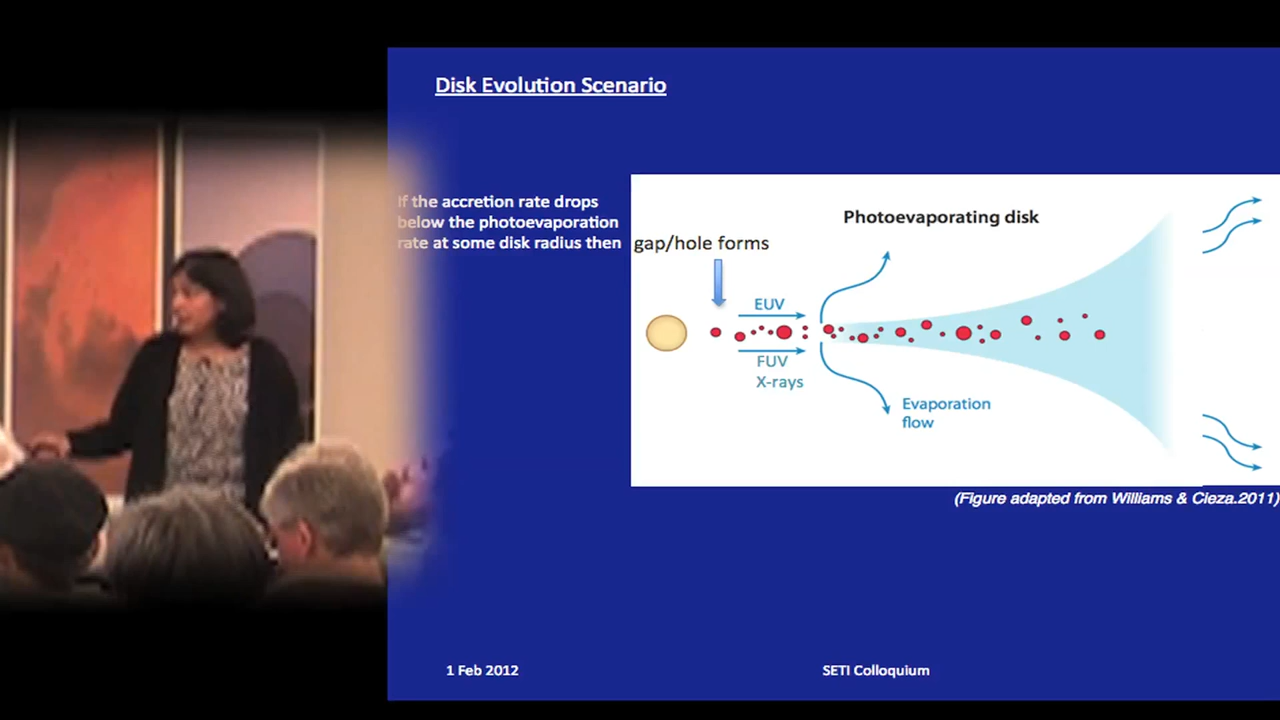 Disk Evolution Scenario
If the accretion rate drops
below the photoevaporation
rate at some disk radius then
gap/hole forms
Photoevaporating disk
EUV
FUV
X-rays
Evaporation
flow
(Figure adapted from Williams & Cieza.2011)
1 Feb 2012
SETI Colloquium